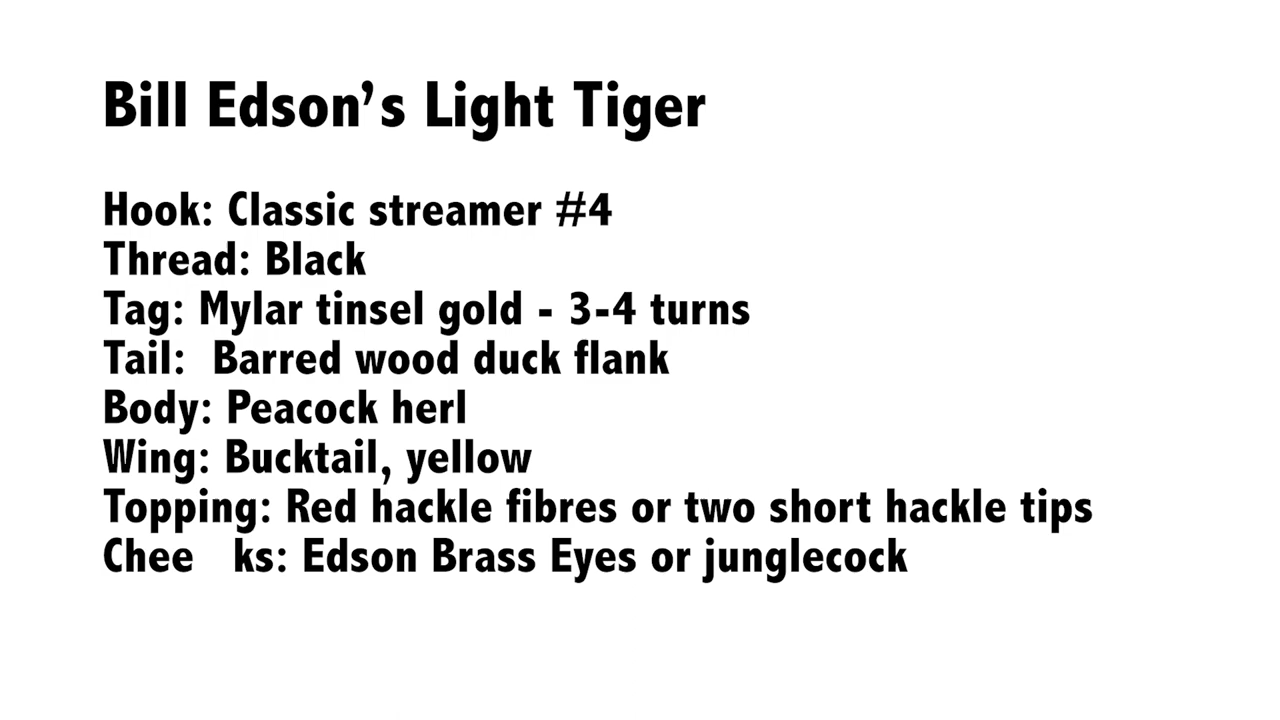 Bill Edson’s Light Tiger
Hook: Classic streamer #4
Thread: Black
Tag: Mylar tinsel gold - 3-4 turns
Tail:  Barred wood duck flank
Body: Peacock herl
Wing: Bucktail, yellow
Topping: Red hackle fibres or two short hackle tips
Chee   ks: Edson Brass Eyes or junglecock